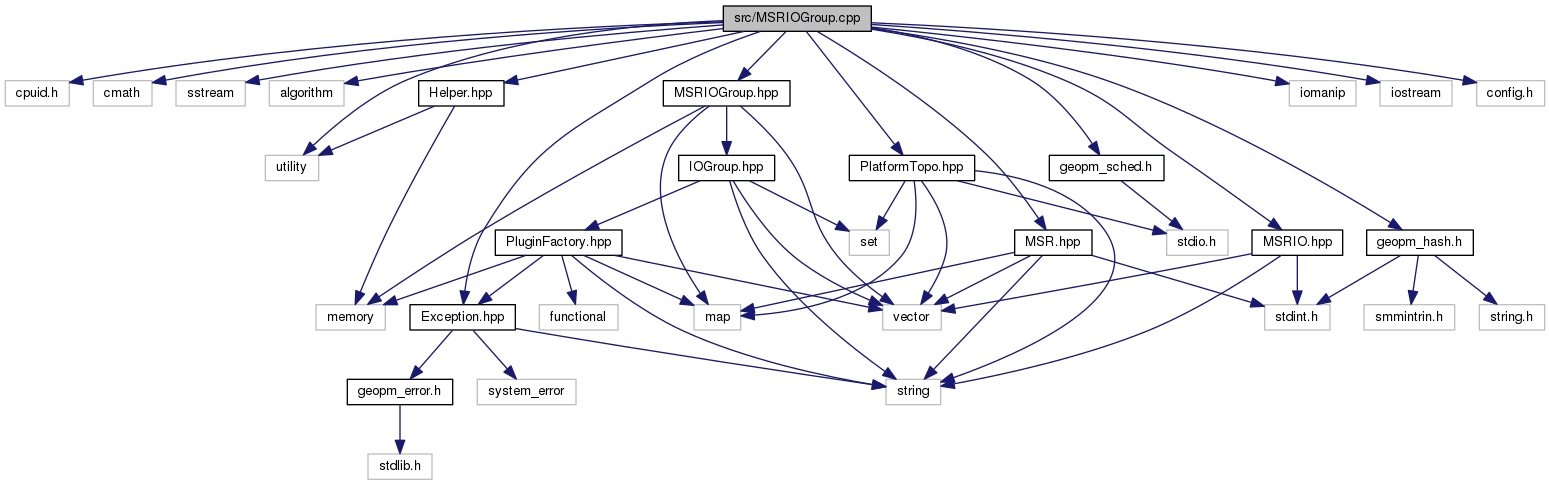 src/MSRIOGroup.cpp
cpuid.h
cmath
sstream
algorithm
Helper.hpp
MSRIOGroup.hpp
iomanip
iostream
config.h
utility
IOGroup.hpp
PlatformTopo.hpp
geopm_sched.h
PluginFactory.hpp
set
MSR.hpp
stdio.h
MSRIO.hpp
geopm_hash.h
memory
Exception.hpp
functional
map
vector
stdint.h
smmintrin.h
string.h
geopm_error.h
system_error
string
stdlib.h